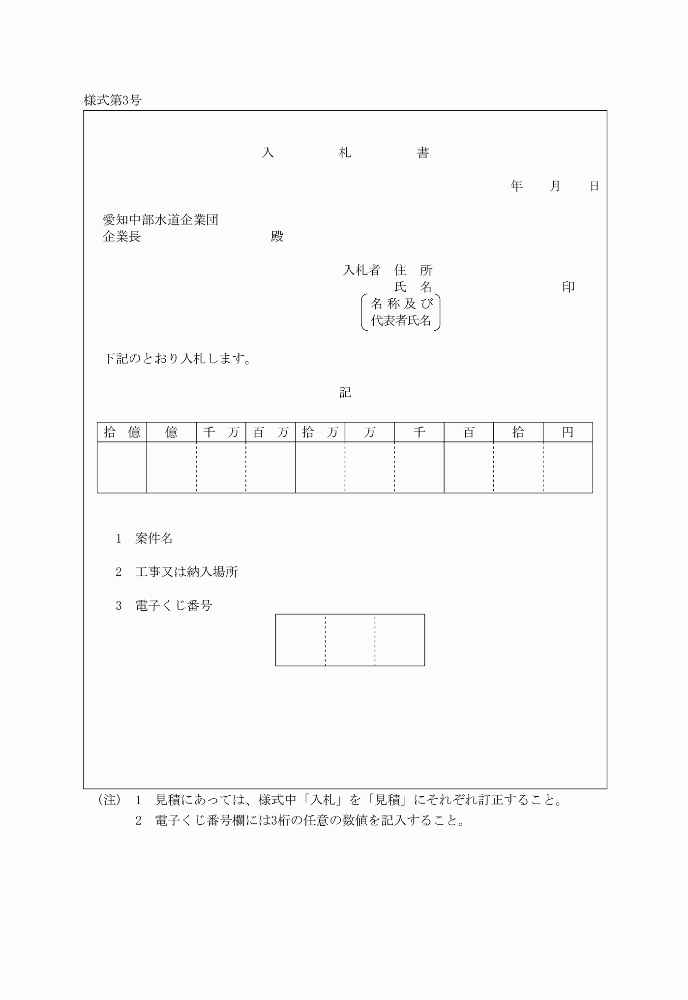 様式第3号
入 札 書
年 月 日
愛知中部水道企業団
企業長 殿
入札者 住 所
氏 名 印
名称及び
代表者氏名
下記のとおり入札します。
記
拾億 億 千万 百万 拾万 万 千 百 拾 円
1 案件名
2 工事又は納入場所
3 電子くじ番号
(注) 1 見積にあっては、様式中「入札」を「見積」にそれぞれ訂正すること。
2 電子くじ番号欄には3桁の任意の数値を記入すること。